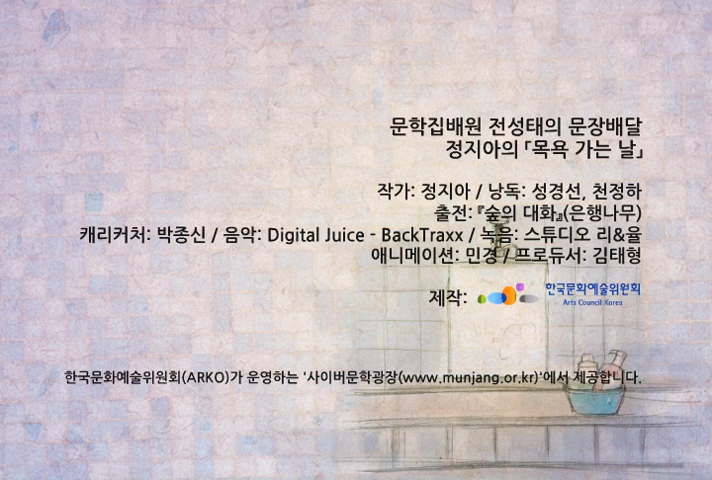 문학집배원 전성태의 문장배달
정지아의 「목욕 가는 날」
작가: 정지아 / 낭독: 성경선, 천정하
출전: 『숲의 대화』(은행나무)
캐리커처: 박종신 / 음악: Digital Juice - BackTraxx / 녹음: 스튜디오 리&율
애니메이션: 민경 / 프로듀서: 김태형
제작: 한국문화예술위원회
Arts Council Korea
한국문화예술위원회(ARKO)가 운영하는 '사이버문학광장(www.munjang.or.kr)'에서 제공합니다.